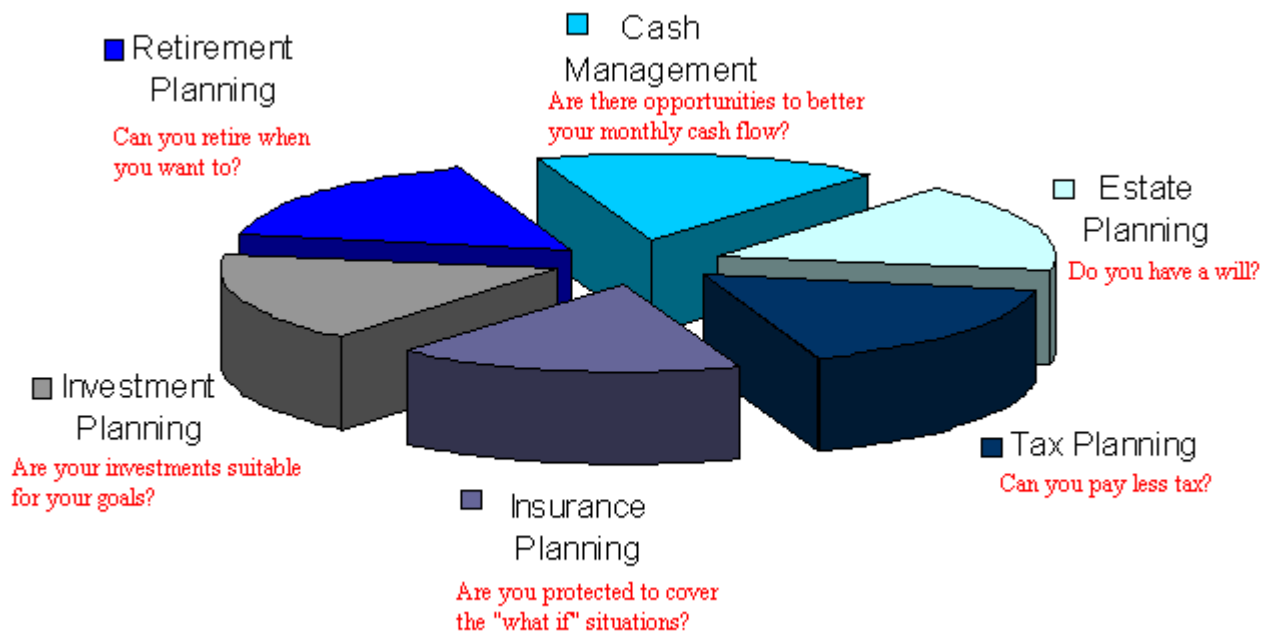 Retirement
Planning
Can you retire when
you want to?
Cash
Management
Are there opportunities to better
your monthly cash flow?
Estate
Planning
Do you have a will?
Investment
Planning
Are your investments suitable
for your goals?
Insurance
Planning
Are you protected to cover
the "what if" situations?
Tax Planning
Can you pay less tax?